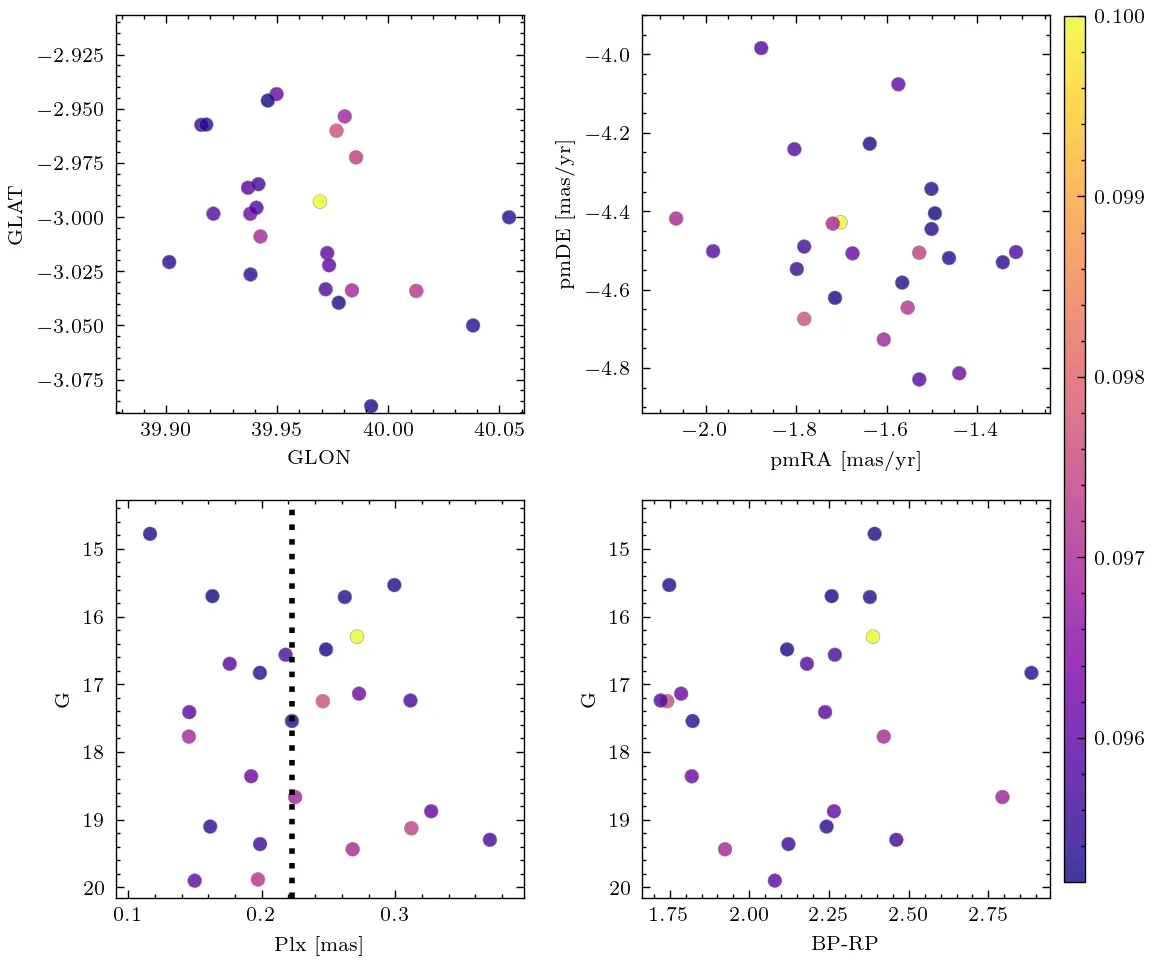 −2.925
−2.950
−2.975
−3.000
−3.025
−3.050
−3.075
GLAT
39.90 39.95 40.00 40.05
GLON
−4.0
−4.2
−4.4
−4.6
−4.8
pmDE [mas/yr]
−2.0 −1.8 −1.6 −1.4
pmRA [mas/yr]
0.100
0.099
0.098
0.097
0.096
15
16
17
18
19
20
G
0.1 0.2 0.3
Plx [mas]
15
16
17
18
19
20
G
1.75 2.00 2.25 2.50 2.75
BP-RP